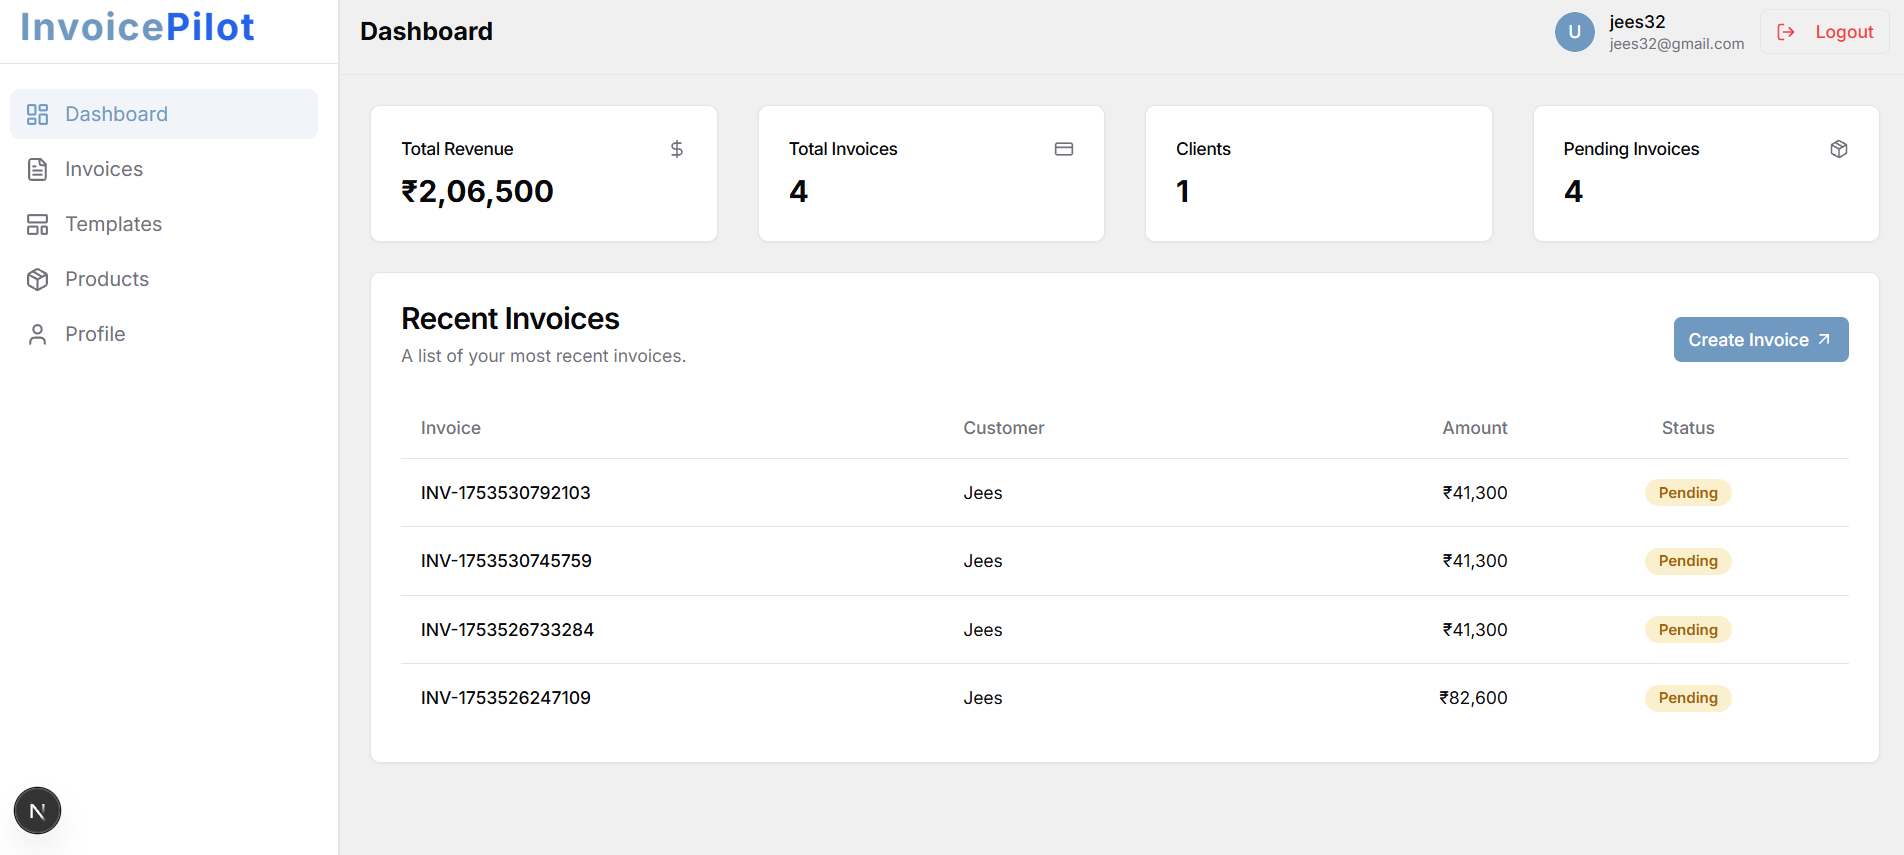 InvoicePilot
Dashboard
Invoices
Templates
Products
Profile
N
Dashboard
U
jees32
jees32@gmail.com
Logout
Total Revenue $
₹2,06,500
Total Invoices
4
Clients
1
Pending Invoices
4
Recent Invoices
A list of your most recent invoices.
Create Invoice
Invoice Customer Amount Status
INV-1753530792103 Jees ₹41,300 Pending
INV-1753530745759 Jees ₹41,300 Pending
INV-1753526733284 Jees ₹41,300 Pending
INV-1753526247109 Jees ₹82,600 Pending